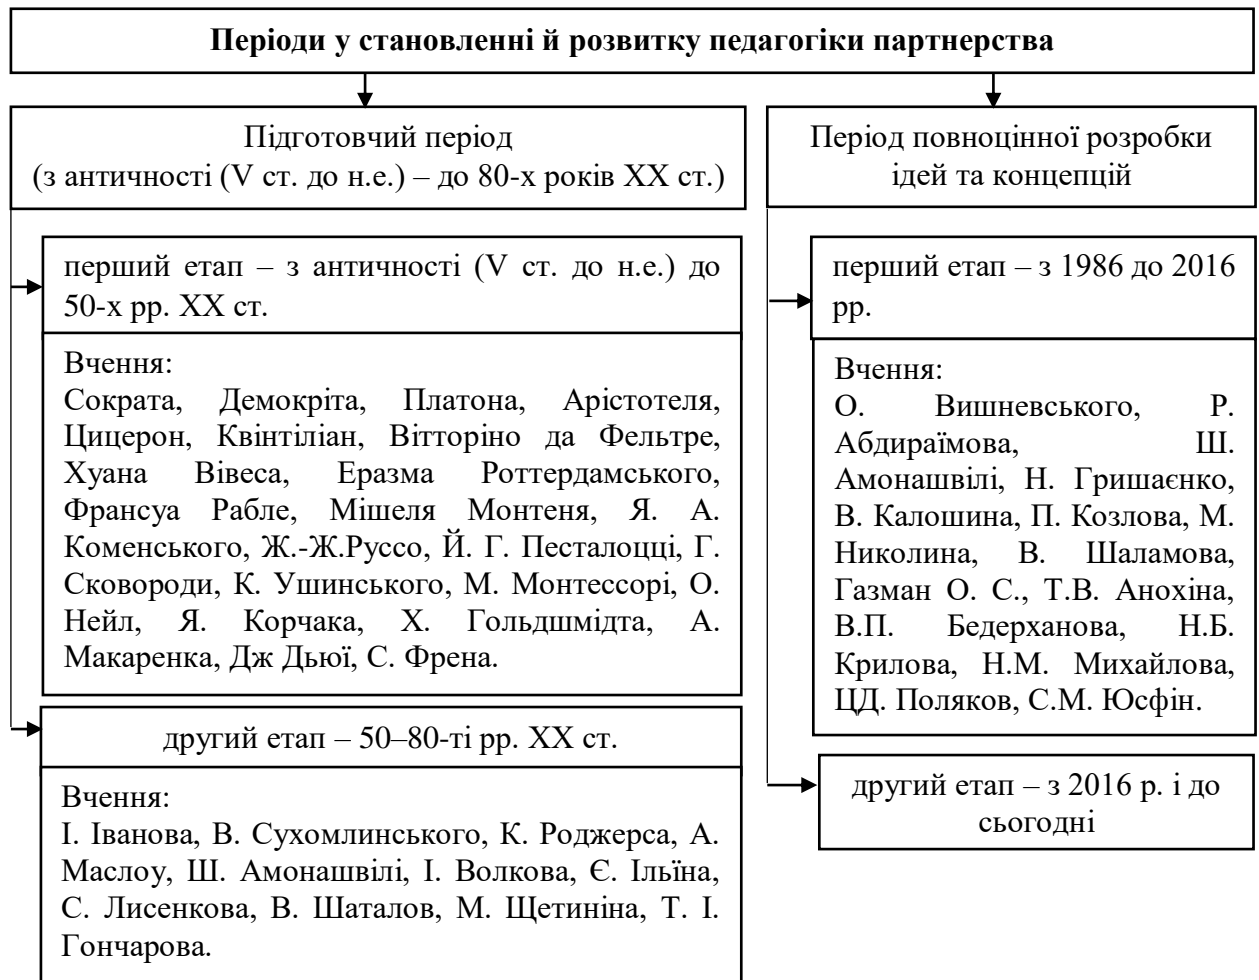 Періоди у становленні й розвитку педагогіки партнерства
Підготовчий період
(з античності (V ст. до н.е.) – до 80-х років ХХ ст.)
перший етап – з античності (V ст. до н.е.) до
50-х рр. ХХ ст.
Вчення:
Сократа, Демокріта, Платона, Арістотеля,
Цицерон, Квінтіліан, Вітторіно да Фельтре,
Хуана Вівеса, Еразма Роттердамського,
Франсуа Рабле, Мішеля Монтеня, Я. А.
Коменського, Ж.-Ж.Руссо, Й. Г. Песталоцці, Г.
Сковороди, К. Ушинського, М. Монтессорі, О.
Нейл, Я. Корчака, Х. Гольдшмідта, А.
Макаренка, Дж Дьюї, С. Френа.
другий етап – 50–80-ті рр. ХХ ст.
Вчення:
І. Іванова, В. Сухомлинського, К. Роджерса, А.
Маслоу, Ш. Амонашвілі, І. Волкова, Є. Ільїна,
С. Лисенкова, В. Шаталов, М. Щетиніна, Т. І.
Гончарова.
Період повноцінної розробки
ідей та концепцій
перший етап – з 1986 до 2016
рр.
Вчення:
О. Вишневського, Р.
Абдираїмова, Ш.
Амонашвілі, Н. Гришаєнко,
В. Калошина, П. Козлова, М.
Николина, В. Шаламова,
Газман О. С., Т.В. Анохіна,
В.П. Бедерханова, Н.Б.
Крилова, Н.М. Михайлова,
ЦД. Поляков, С.М. Юсфін.
другий етап – з 2016 р. і до
сьогодні